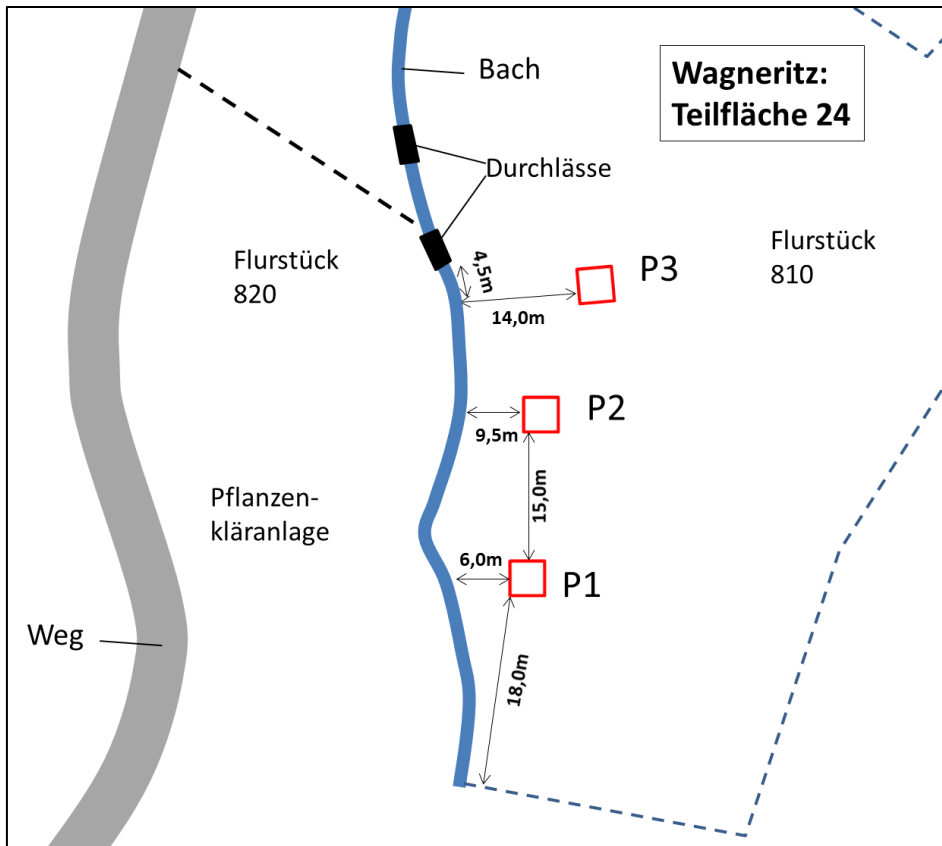 Bach
Wagneritz:
Teilfläche 24
Durchlässe
Flurstück
820
4,5m
P3
Flurstück
810
14,0m
P2
9,5m
15,0m
Pflanzen-
kläranlage
6,0m
P1
Weg
18,0m